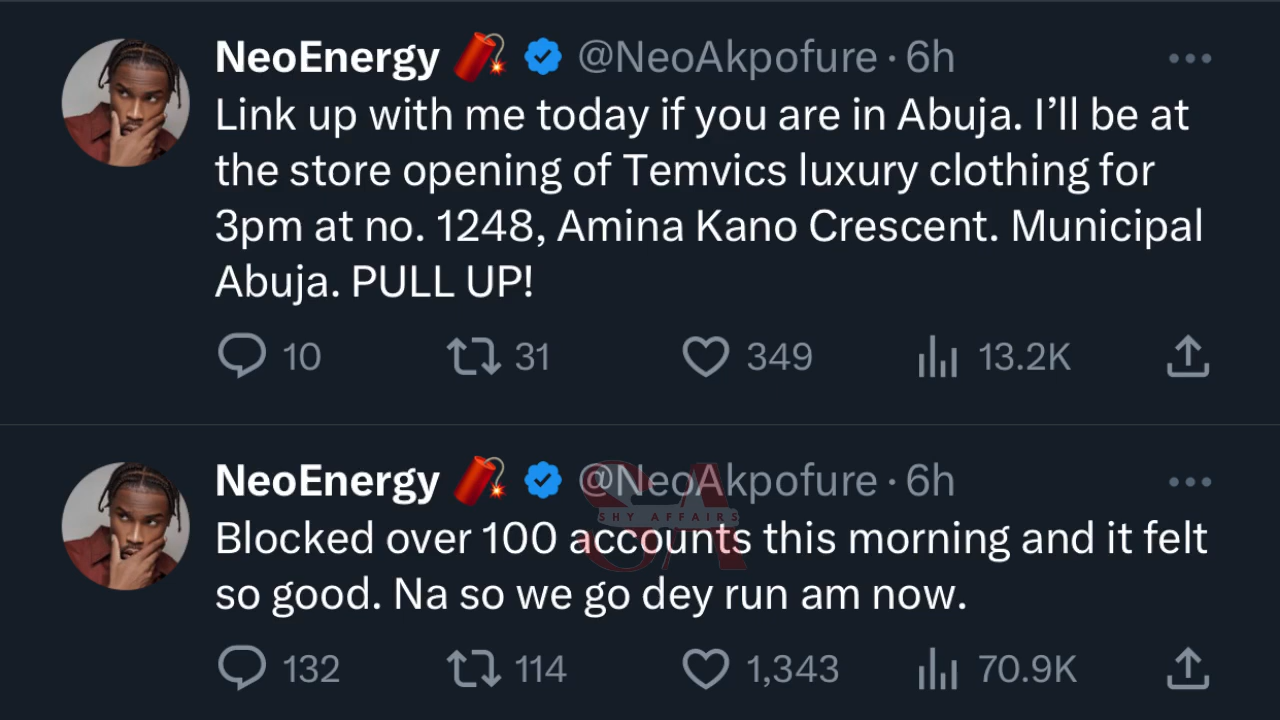 NeoEnergy 🧨 @NeoAkpofure · 6h
Link up with me today if you are in Abuja. I’ll be at
the store opening of Temvics luxury clothing for
3pm at no. 1248, Amina Kano Crescent. Municipal
Abuja. PULL UP!
10 31 349 13.2K
NeoEnergy 🧨 @NeoAkpofure · 6h
SA
SHY AFFAIRS
Blocked over 100 accounts this morning and it felt
so good. Na so we go dey run am now.
132 114 1,343 70.9K